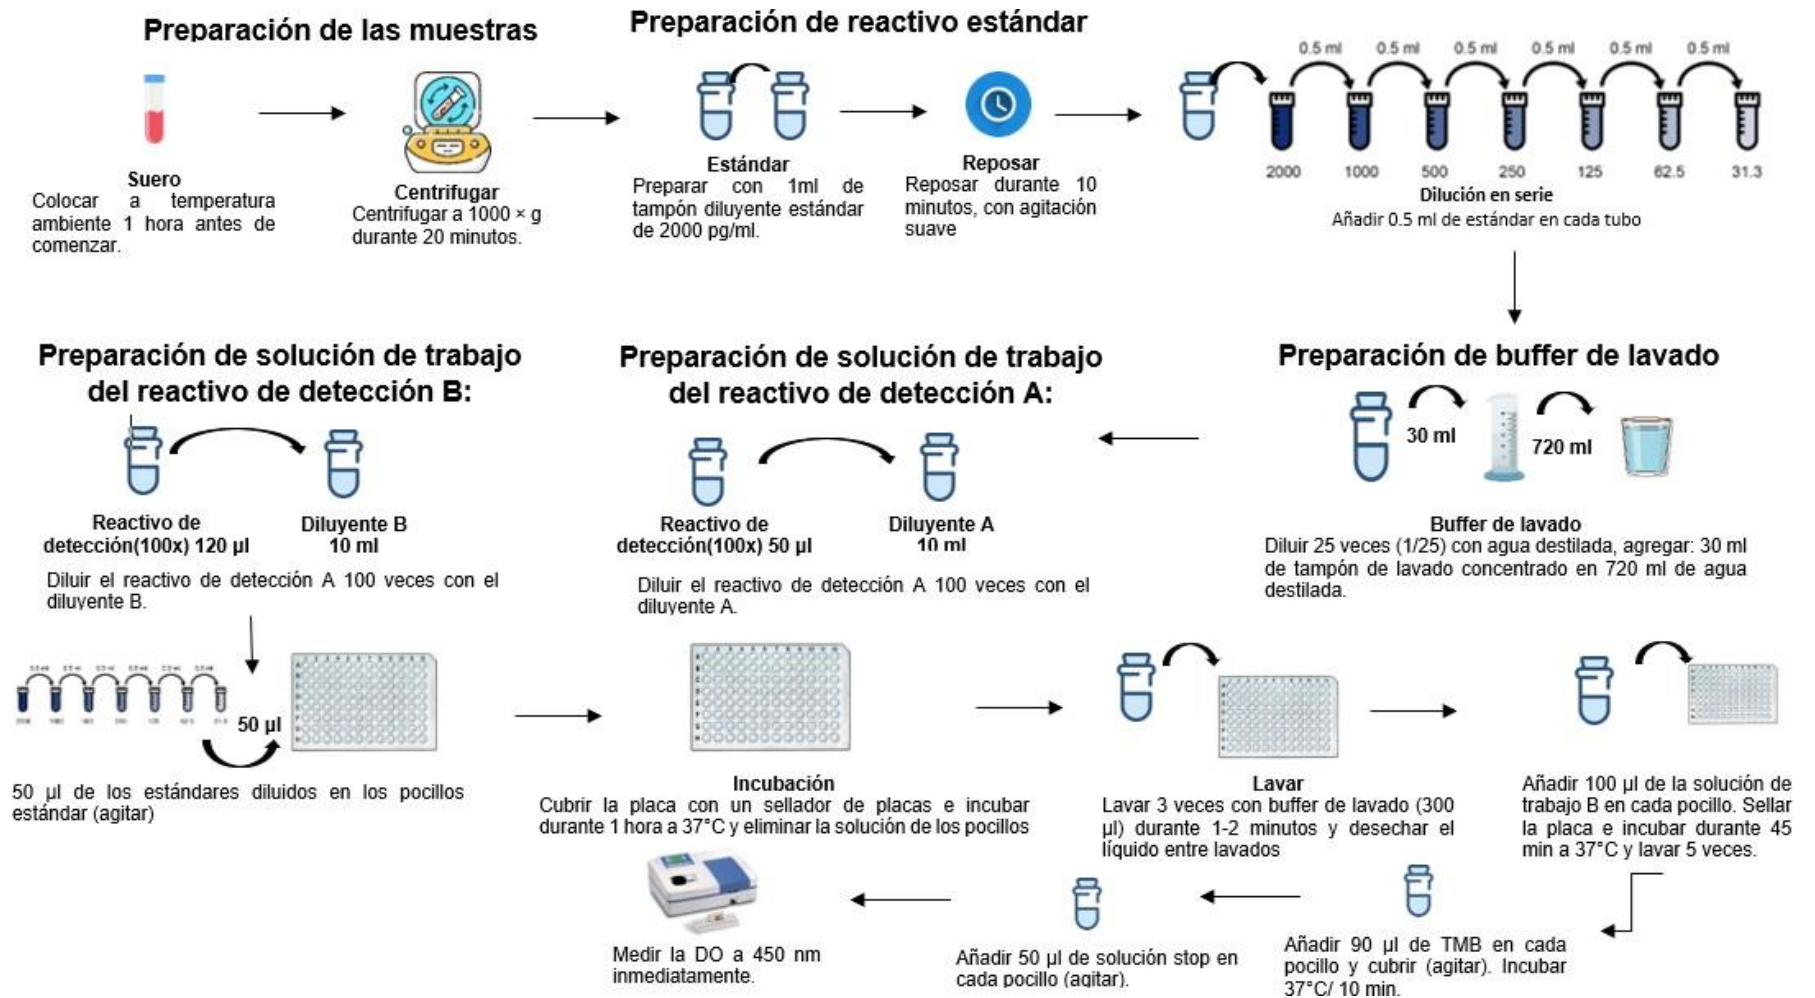 Preparación de las muestras
Suero
Colocar a temperatura
ambiente 1 hora antes de
comenzar.
Centrifugar
Centrifugar a 1000 × g
durante 20 minutos.
Preparación de reactivo estándar
Estándar
Preparar con 1ml de
tampón diluyente estándar
de 2000 pg/ml.
Reposar
Reposar durante 10
minutos, con agitación
suave
0.5 ml 0.5 ml 0.5 ml 0.5 ml 0.5 ml 0.5 ml
2000 1000 500 250 125 62.5 31.3
Dilución en serie
Añadir 0.5 ml de estándar en cada tubo
Preparación de buffer de lavado
30 ml
720 ml
Buffer de lavado
Diluir 25 veces (1/25) con agua destilada, agregar: 30 ml
de tampón de lavado concentrado en 720 ml de agua
destilada.
Preparación de solución de trabajo
del reactivo de detección A:
Reactivo de
detección(100x) 50 µl
Diluyente A
10 ml
Diluir el reactivo de detección A 100 veces con el
diluyente A.
Preparación de solución de trabajo
del reactivo de detección B:
Reactivo de
detección(100x) 120 µl
Diluyente B
10 ml
Diluir el reactivo de detección A 100 veces con el
diluyente B.
50 µl
50 µl de los estándares diluidos en los pocillos
estándar (agitar)
Incubación
Cubrir la placa con un sellador de placas e incubar
durante 1 hora a 37°C y eliminar la solución de los pocillos
Lavar
Lavar 3 veces con buffer de lavado (300
µl) durante 1-2 minutos y desechar el
líquido entre lavados
Añadir 100 µl de la solución de
trabajo B en cada pocillo. Sellar
la placa e incubar durante 45
min a 37°C y lavar 5 veces.
Añadir 90 µl de TMB en cada
pocillo y cubrir (agitar). Incubar
37°C/ 10 min.
Añadir 50 µl de solución stop en
cada pocillo (agitar).
Medir la DO a 450 nm
inmediatamente.